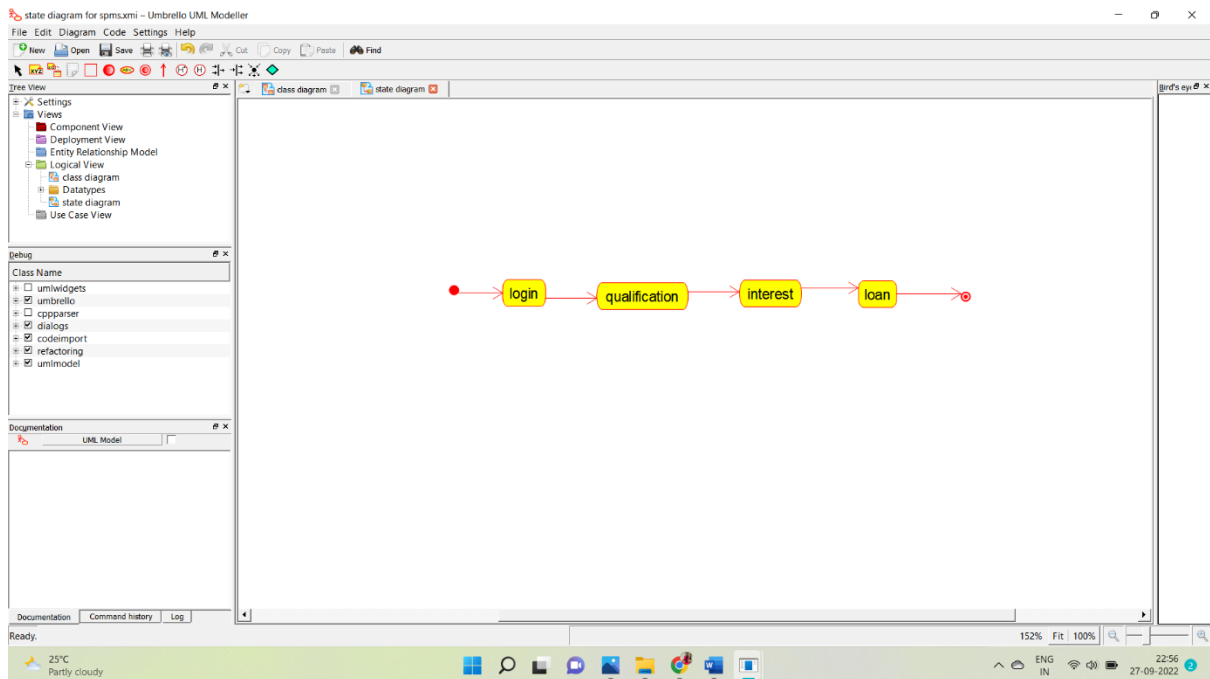 state diagram for spms.xmi – Umbrello UML Modeller
File Edit Diagram Code Settings Help
New Open Save Cut Copy Paste Find
XYZ
Tree View
class diagram state diagram
Bird's eye
Settings
Views
Component View
Deployment View
Entity Relationship Model
Logical View
class diagram
Datatypes
state diagram
Use Case View
Debug
Class Name
umlwidgets
umbrello
cppparser
dialogs
codeimport
refactoring
umlmodel
login qualification interest loan
Documentation
UML Model
Documentation Command history Log
Ready.
152% Fit 100%
25°C
Partly cloudy
ENG
IN
22:56
27-09-2022
2